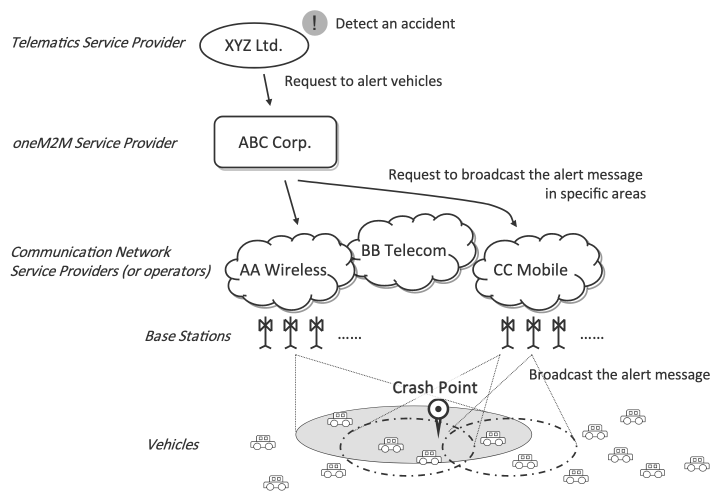 Detect an accident
Telematics Service Provider
XYZ Ltd.
Request to alert vehicles
oneM2M Service Provider
ABC Corp.
Request to broadcast the alert message
in specific areas
Communication Network
Service Providers (or operators)
AA Wireless
BB Telecom
CC Mobile
Base Stations
......
......
Broadcast the alert message
Crash Point
Vehicles